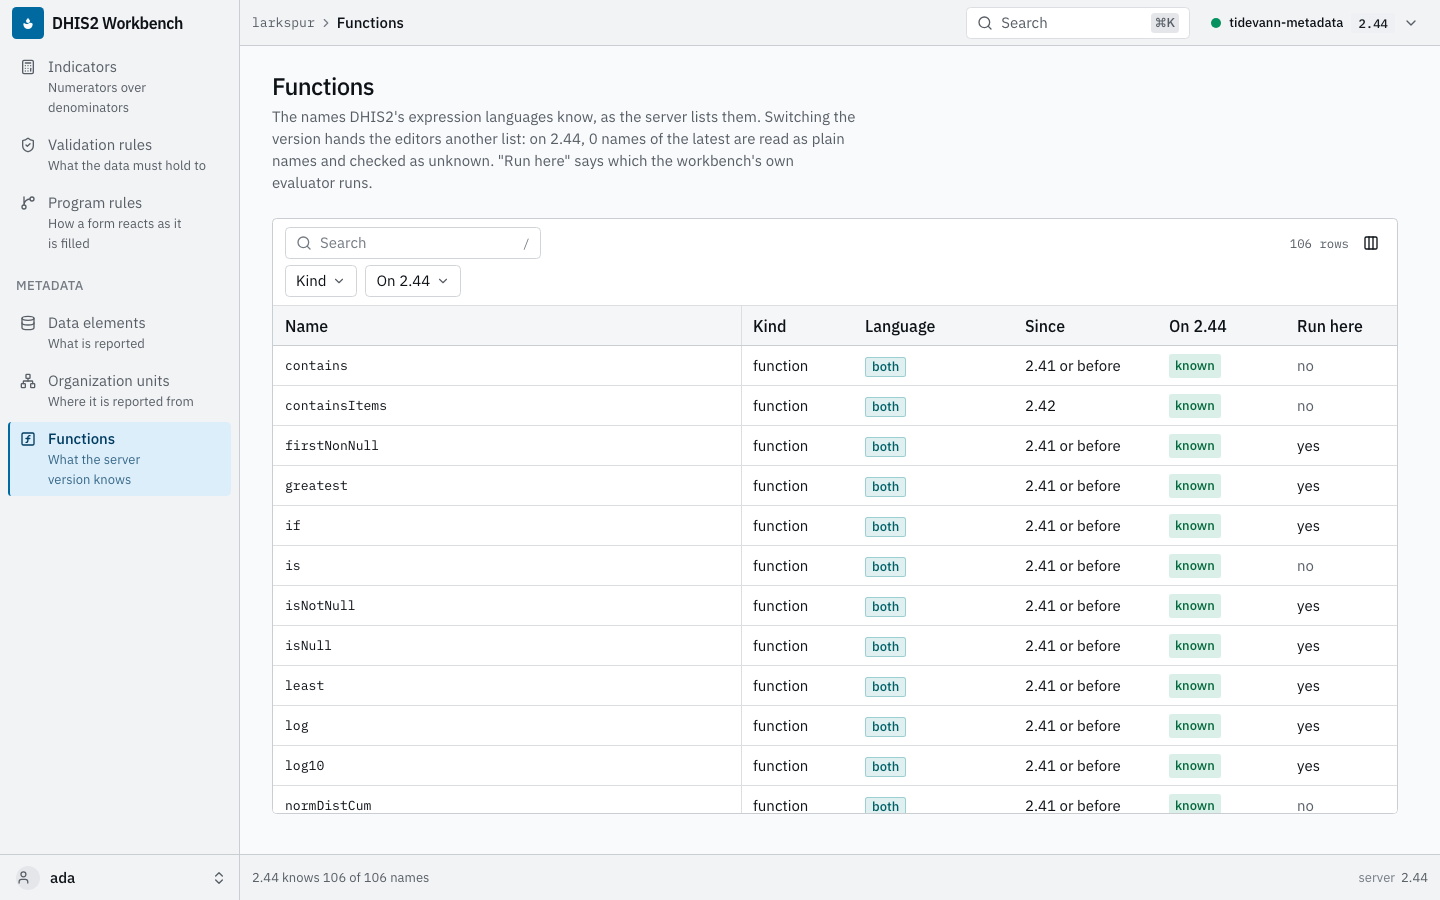 DHIS2 Workbench
larkspur > Functions
Search ⌘K
tidevann-metadata 2.44
Indicators
Numerators over
denominators
Validation rules
What the data must hold to
Program rules
How a form reacts as it
is filled
METADATA
Data elements
What is reported
Organization units
Where it is reported from
Functions
What the server
version knows
ada
Functions
The names DHIS2's expression languages know, as the server lists them. Switching the
version hands the editors another list: on 2.44, 0 names of the latest are read as plain
names and checked as unknown. "Run here" says which the workbench's own
evaluator runs.
Search /
106 rows
Kind
On 2.44
Name Kind Language Since On 2.44 Run here
contains function both 2.41 or before known no
containsItems function both 2.42 known no
firstNonNull function both 2.41 or before known yes
greatest function both 2.41 or before known yes
if function both 2.41 or before known yes
is function both 2.41 or before known no
isNotNull function both 2.41 or before known yes
isNull function both 2.41 or before known yes
least function both 2.41 or before known yes
log function both 2.41 or before known yes
log10 function both 2.41 or before known yes
normDistCum function both 2.41 or before known no
2.44 knows 106 of 106 names
server 2.44